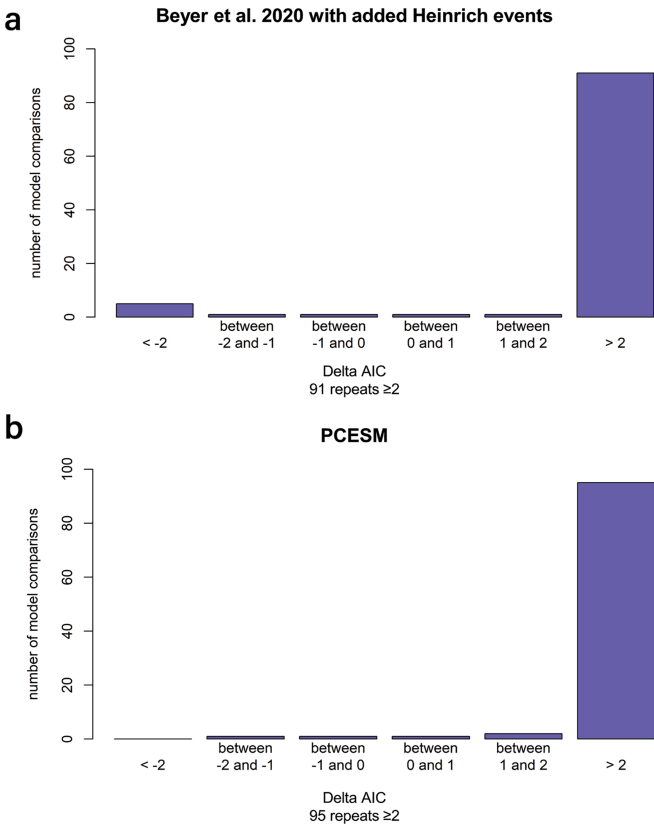 a
Beyer et al. 2020 with added Heinrich events
number of model comparisons
100
80
60
40
20
0
< -2
between
-2 and -1
between
-1 and 0
between
0 and 1
between
1 and 2
> 2
Delta AIC
91 repeats ≥2
b
PCESM
number of model comparisons
100
80
60
40
20
0
< -2
between
-2 and -1
between
-1 and 0
between
0 and 1
between
1 and 2
> 2
Delta AIC
95 repeats ≥2